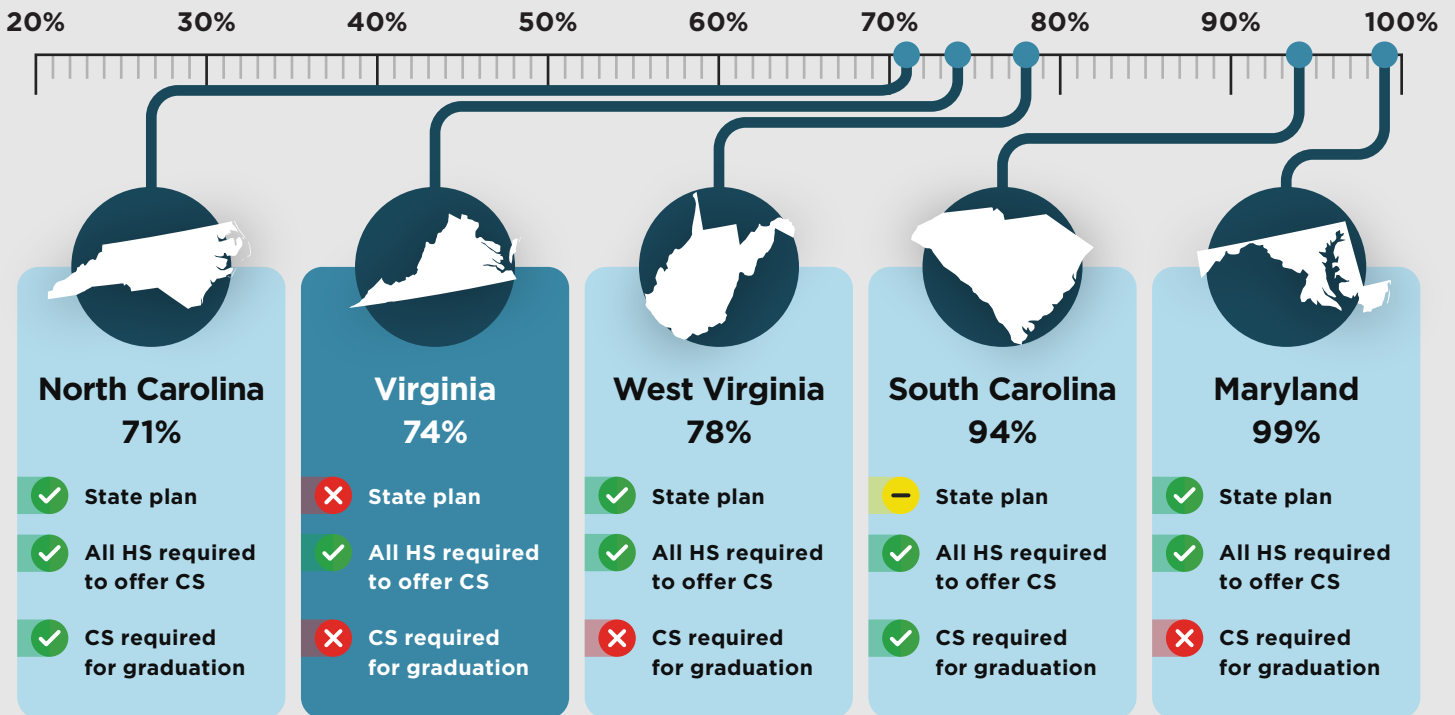 20% 30% 40% 50% 60% 70% 80% 90% 100%
North Carolina
71%
State plan
All HS required
to offer CS
CS required
for graduation
Virginia
74%
State plan
All HS required
to offer CS
CS required
for graduation
West Virginia
78%
State plan
All HS required
to offer CS
CS required
for graduation
South Carolina
94%
State plan
All HS required
to offer CS
CS required
for graduation
Maryland
99%
State plan
All HS required
to offer CS
CS required
for graduation